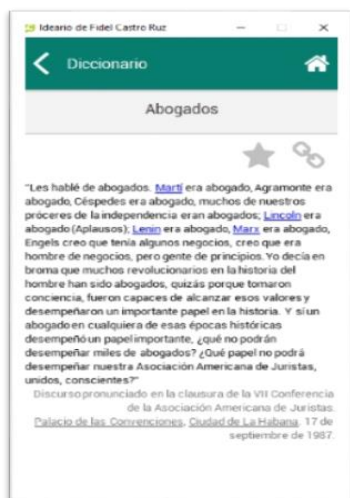 Ideario de Fidel Castro Ruz
Diccionario
Abogados
"Les hablé de abogados. Martí era abogado, Agramonte era
abogado, Céspedes era abogado, muchos de nuestros
próceres de la independencia eran abogados; Lincoln era
abogado (Aplausos); Lenin era abogado, Marx era abogado,
Engels creo que tenía algunos negocios, creo que era
hombre de negocios, pero gente de principios. Yo decía en
broma que muchos revolucionarios en la historia del
hombre han sido abogados, quizás porque tomaron
conciencia, fueron capaces de alcanzar esos valores y
desempeñaron un importante papel en la historia. Y si un
abogado en cualquiera de esas épocas históricas
desempeñó un papel importante, ¿qué no podrán
desempeñar miles de abogados? ¿Qué papel no podrá
desempeñar nuestra Asociación Americana de Juristas,
unidos, conscientes?"
Discurso pronunciado en la clausura de la VII Conferencia
de la Asociación Americana de Juristas.
Palacio de las Convenciones, Ciudad de La Habana, 17 de
septiembre de 1987.